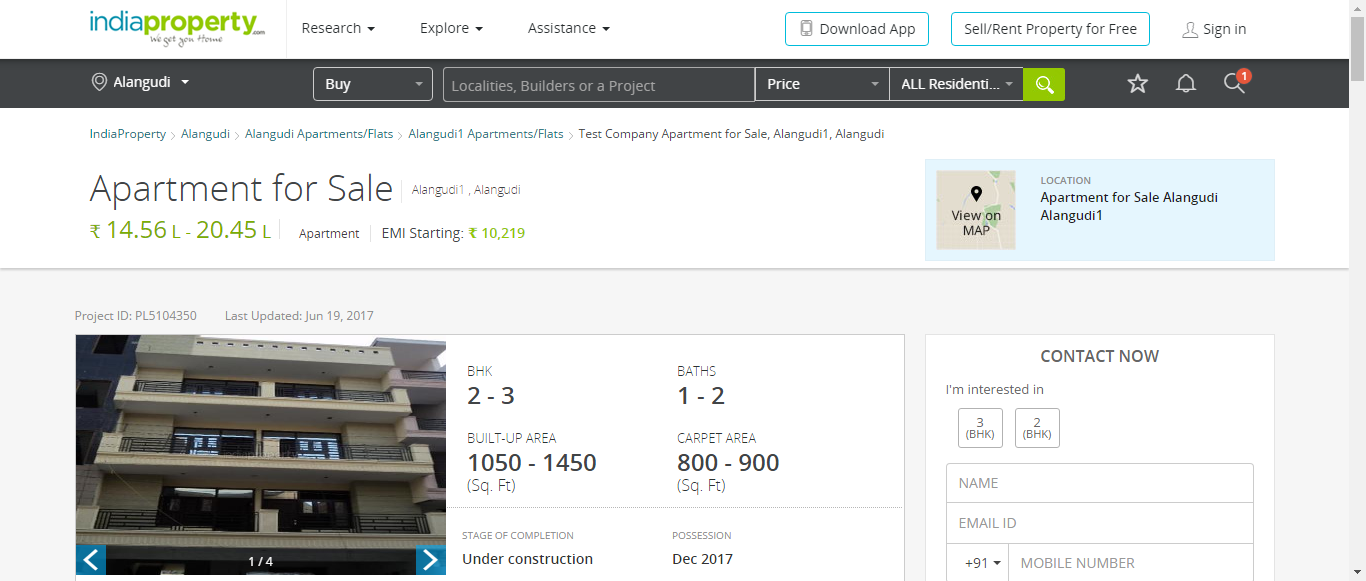 indiaproperty.com
We get you Home
Research
Explore
Assistance
Download App
Sell/Rent Property for Free
Sign in
Alangudi
Buy
Localities, Builders or a Project
Price
ALL Residenti...
1
IndiaProperty > Alangudi > Alangudi Apartments/Flats > Alangudi1 Apartments/Flats > Test Company Apartment for Sale, Alangudi1, Alangudi
Apartment for Sale
Alangudi1 , Alangudi
₹ 14.56 L - 20.45 L
Apartment
EMI Starting: ₹ 10,219
View on
MAP
LOCATION
Apartment for Sale Alangudi
Alangudi1
Project ID: PL5104350
Last Updated: Jun 19, 2017
1 / 4
BHK
2 - 3
BATHS
1 - 2
BUILT-UP AREA
1050 - 1450
(Sq. Ft)
CARPET AREA
800 - 900
(Sq. Ft)
STAGE OF COMPLETION
Under construction
POSSESSION
Dec 2017
CONTACT NOW
I'm interested in
3
(BHK)
2
(BHK)
NAME
EMAIL ID
+91
MOBILE NUMBER